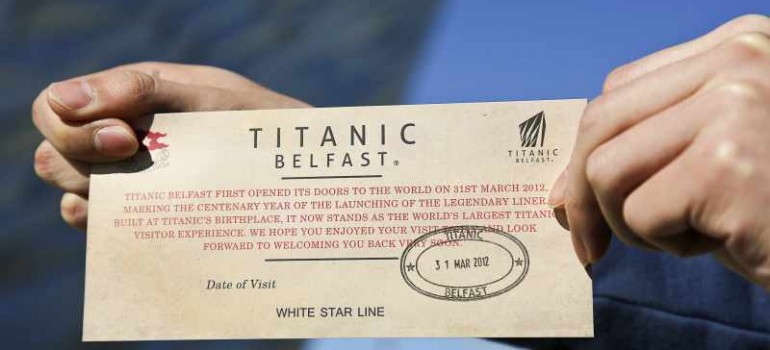 TITANIC
BELFAST®
TITANIC
BELFAST
TITANIC BELFAST FIRST OPENED ITS DOORS TO THE WORLD ON 31ST MARCH 2012,
MARKING THE CENTENARY YEAR OF THE LAUNCHING OF THE LEGENDARY LINER.
BUILT AT TITANIC'S BIRTHPLACE, IT NOW STANDS AS THE WORLD'S LARGEST TITANIC
VISITOR EXPERIENCE. WE HOPE YOU ENJOYED YOUR VISIT AND LOOK
FORWARD TO WELCOMING YOU BACK VERY SOON.
TITANIC
31 MAR 2012
BELFAST
Date of Visit
WHITE STAR LINE